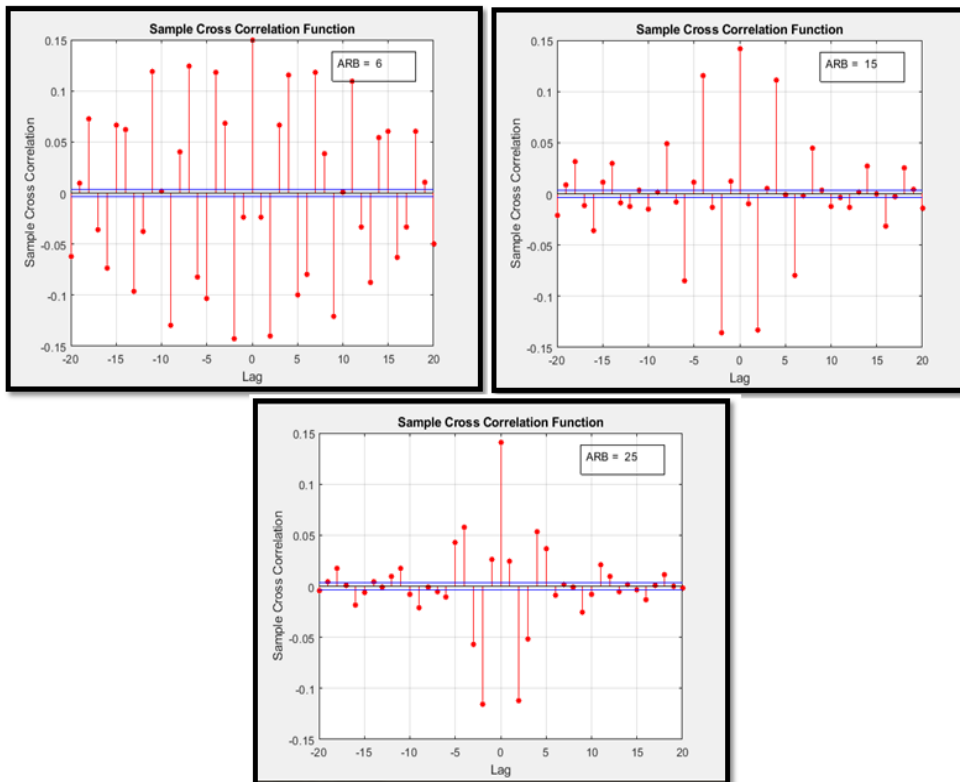 Sample Cross Correlation Function
ARB = 6
Sample Cross Correlation
0.15
0.1
0.05
0
-0.05
-0.1
-0.15
-20 -15 -10 -5 0 5 10 15 20
Lag
Sample Cross Correlation Function
ARB = 15
Sample Cross Correlation
0.15
0.1
0.05
0
-0.05
-0.1
-0.15
-20 -15 -10 -5 0 5 10 15 20
Lag
Sample Cross Correlation Function
ARB = 25
Sample Cross Correlation
0.15
0.1
0.05
0
-0.05
-0.1
-0.15
-20 -15 -10 -5 0 5 10 15 20
Lag